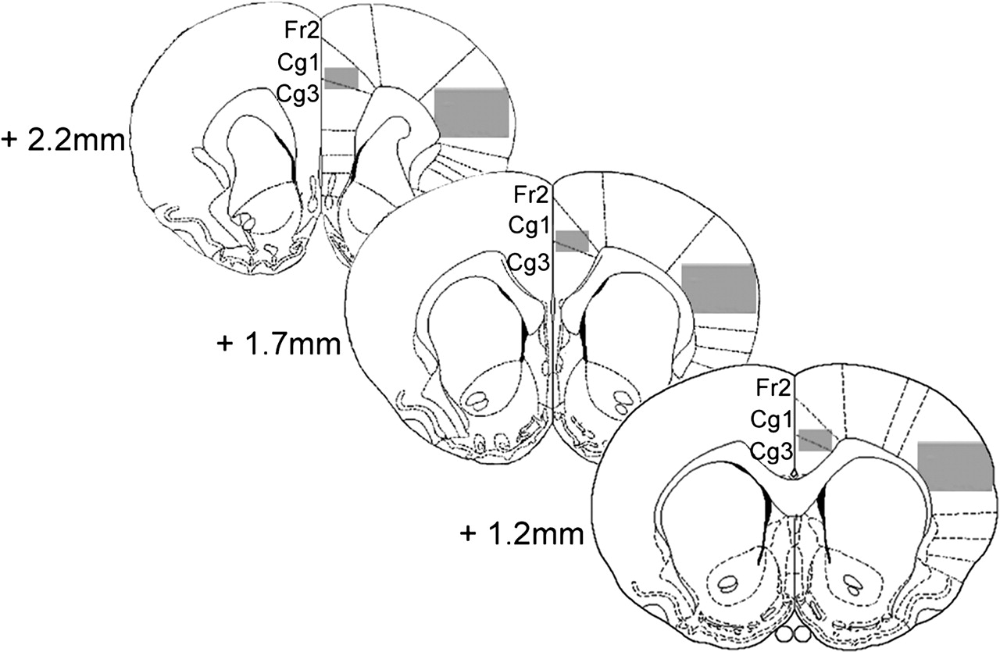 Fr2
Cg1
Cg3
+ 2.2mm
Fr2
Cg1
Cg3
+ 1.7mm
Fr2
Cg1
Cg3
+ 1.2mm